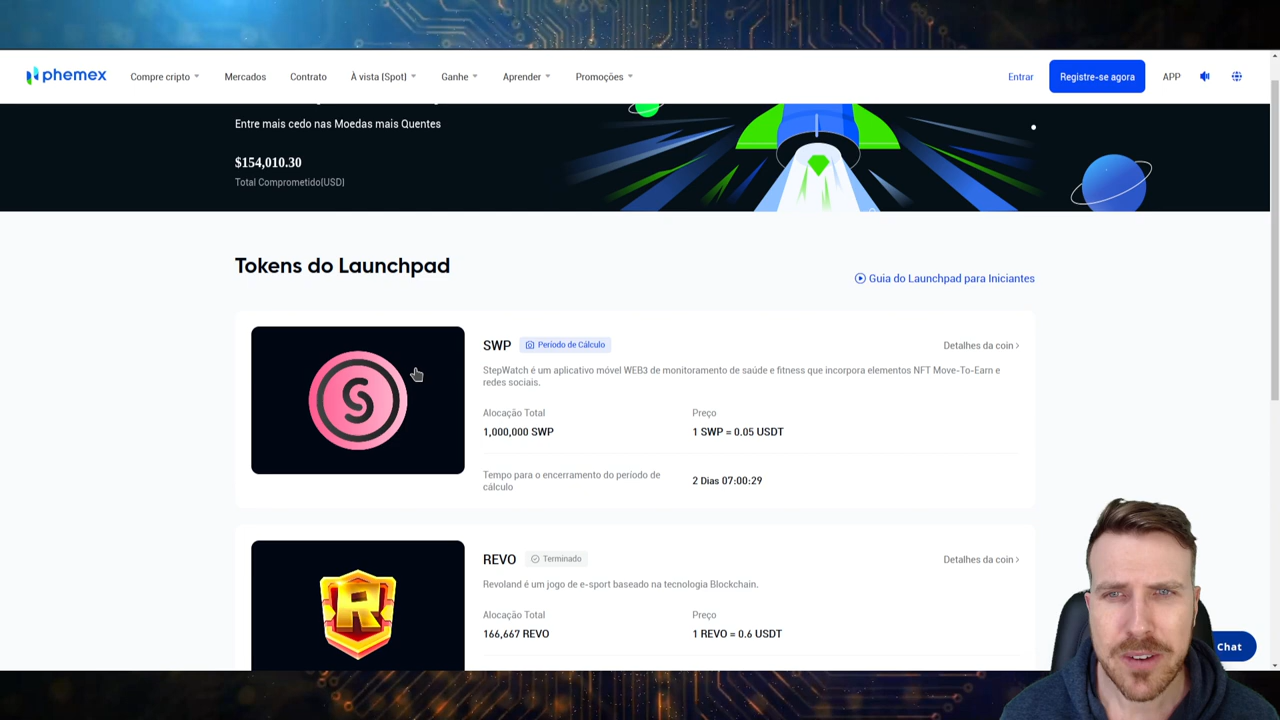 phemex
Compre cripto
Mercados
Contrato
À vista [Spot]
Ganhe
Aprender
Promoções
Entrar
Registre-se agora
APP
Entre mais cedo nas Moedas mais Quentes
$154,010.30
Total Comprometido(USD)
Tokens do Launchpad
Guia do Launchpad para Iniciantes
SWP
Período de Cálculo
Detalhes da coin
StepWatch é um aplicativo móvel WEB3 de monitoramento de saúde e fitness que incorpora elementos NFT Move-To-Earn e
redes sociais.
Alocação Total
Preço
1,000,000 SWP
1 SWP = 0.05 USDT
Tempo para o encerramento do período de
cálculo
2 Dias 07:00:29
REVO
Terminado
Detalhes da coin
Revoland é um jogo de e-sport baseado na tecnologia Blockchain.
Alocação Total
Preço
166,667 REVO
1 REVO = 0.6 USDT
Chat